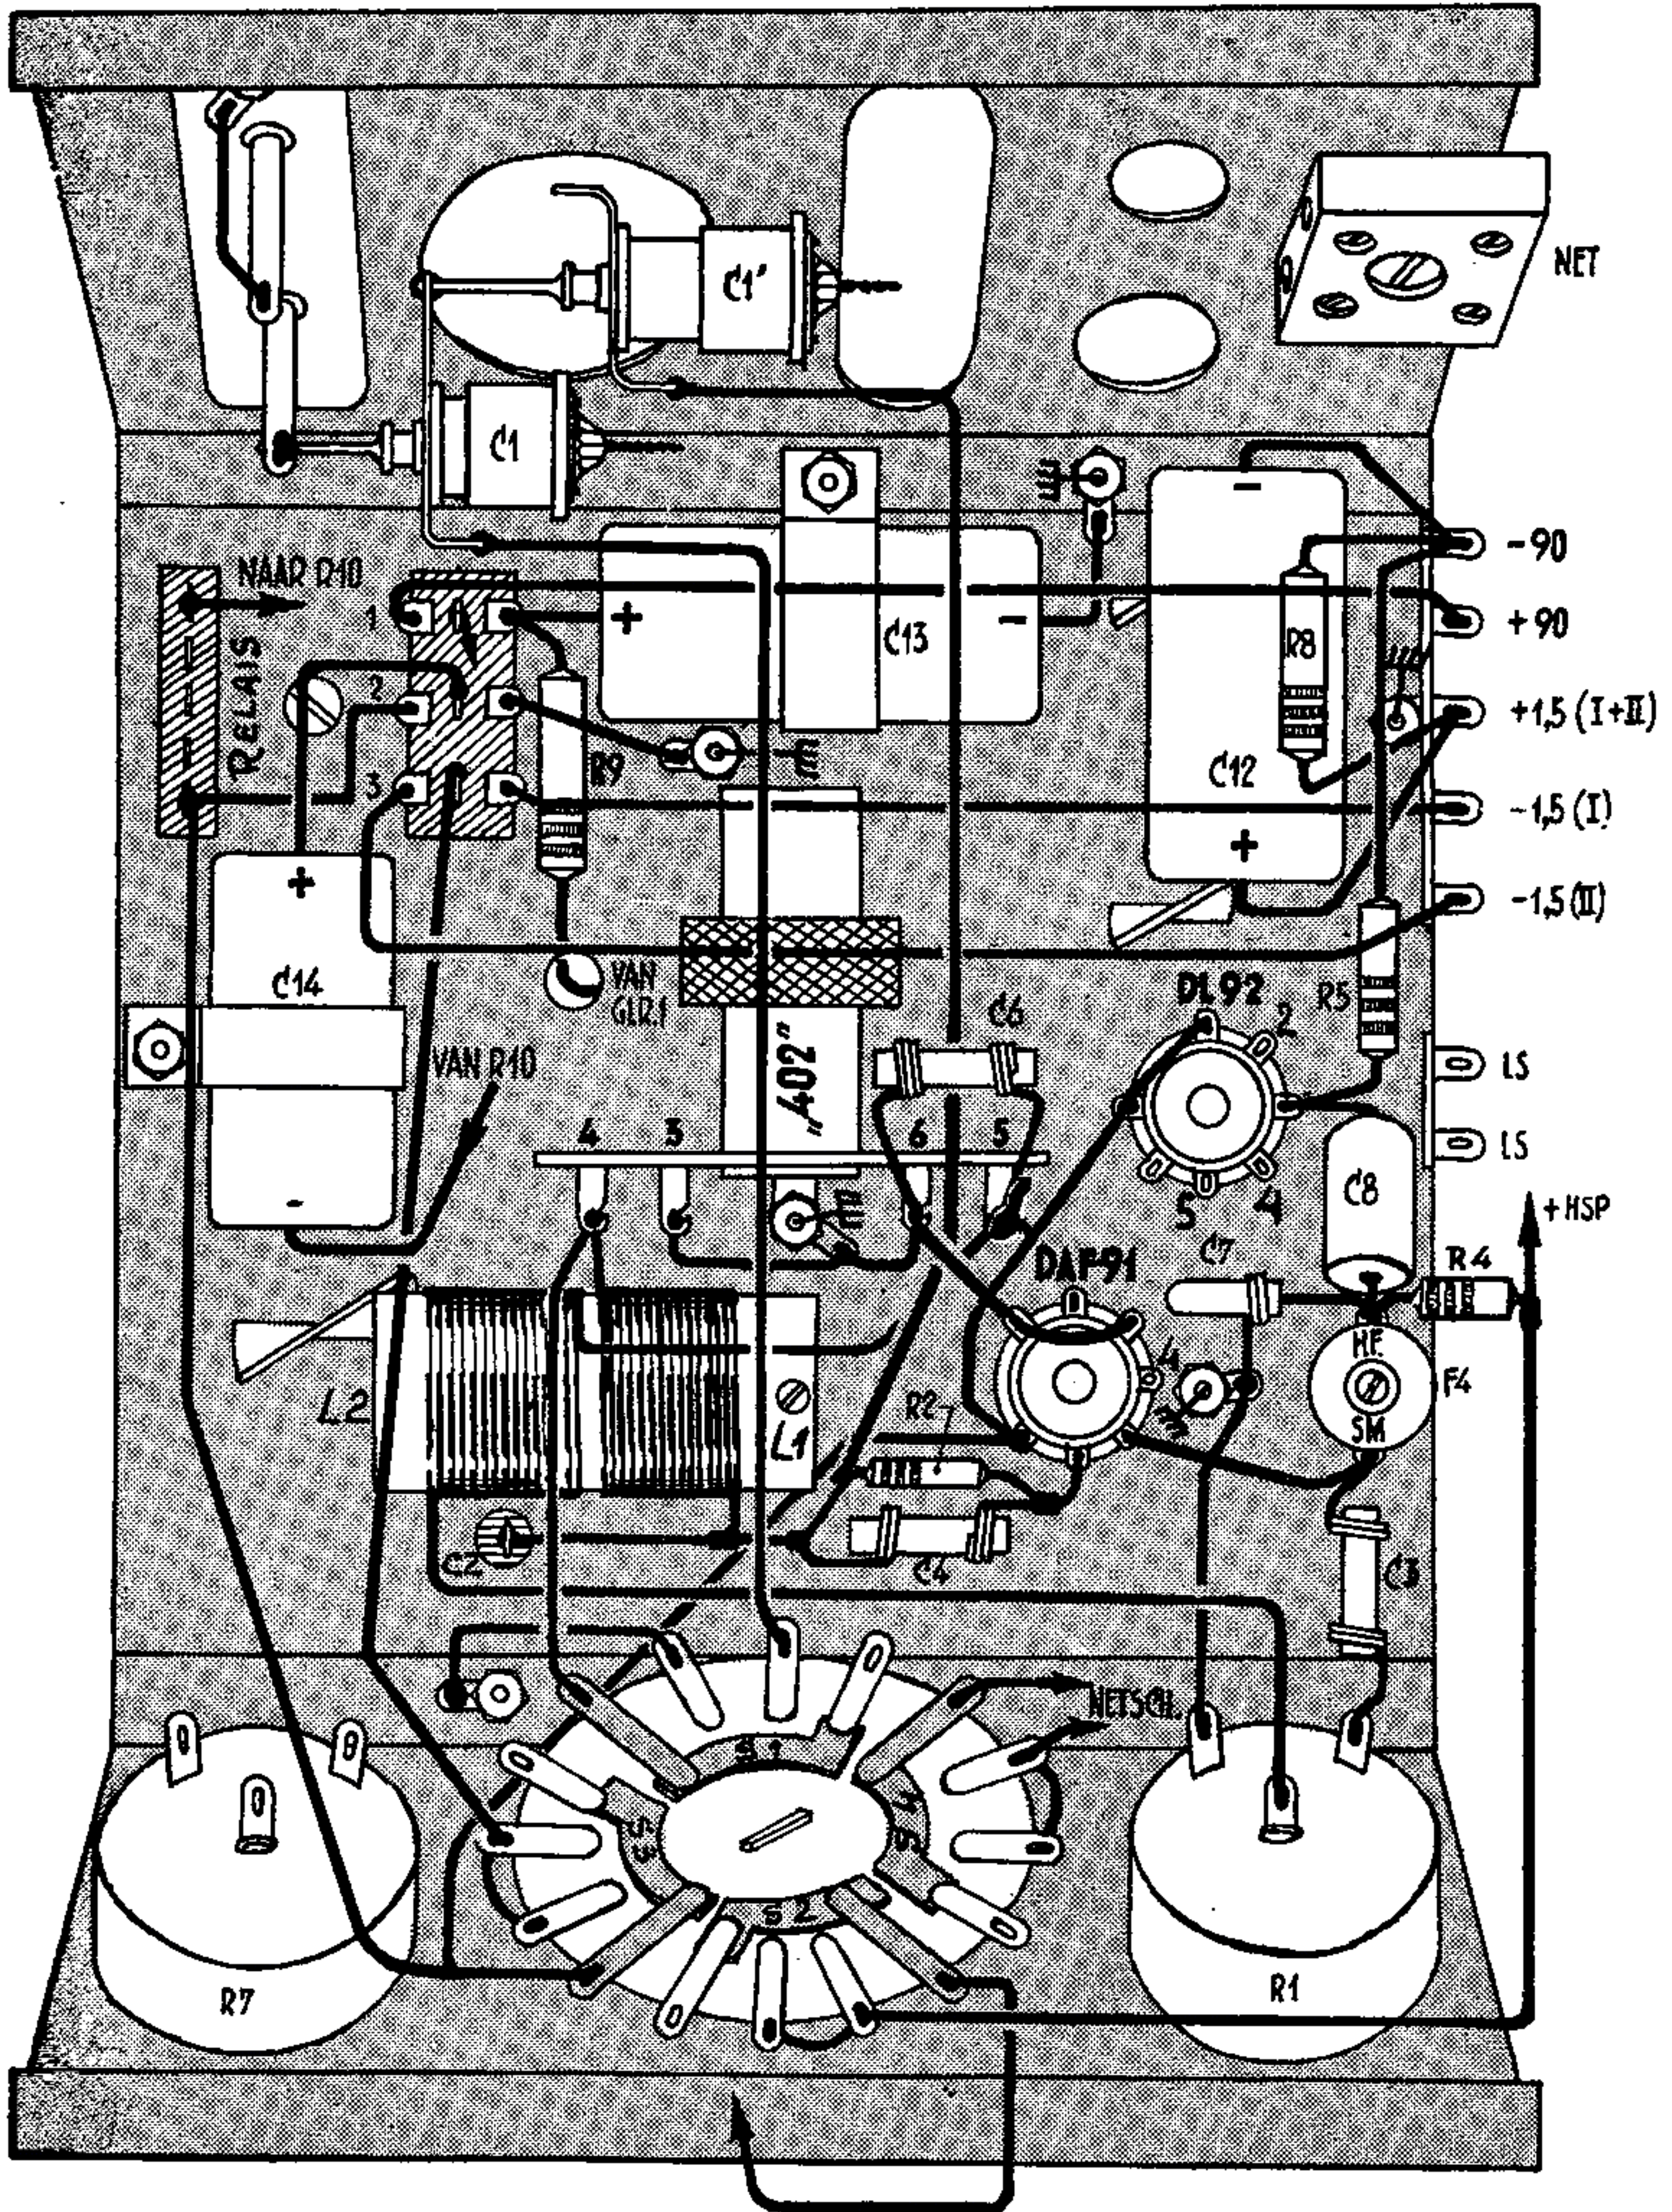 NET
C1"
C1
NAAR R10
RELAIS
1
2
3
+
C13
-
-
R8
C12
+
R9
-90
+90
+1,5 (I+II)
-1,5 (I)
-1,5 (II)
+
C14
-
VAN
GLR.1
VAN R10
„402”
C6
DL92
2
R5
LS
LS
4
3
6
5
5
4
C8
+HSP
C7
R4
DAF91
4
HF.
F4
SM
L2
L1
R2
C2
C4
C3
NETSCH.
S1
S3
S4
S2
R7
R1